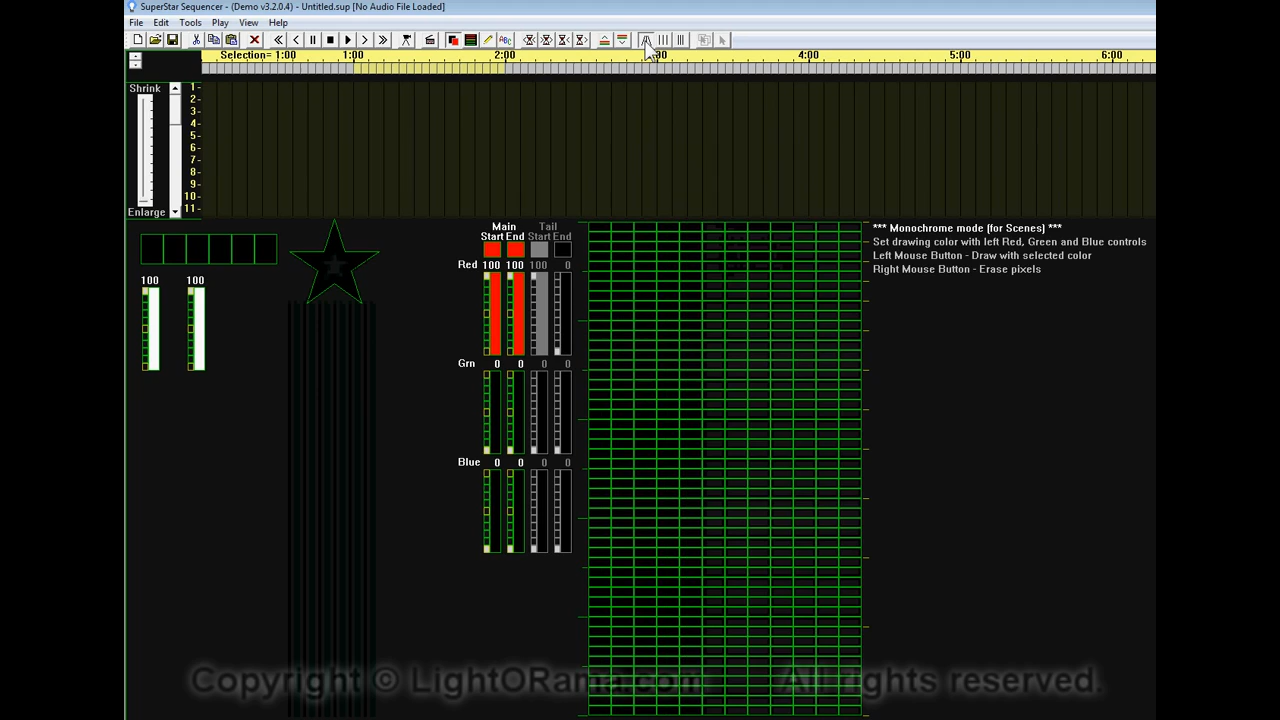 SuperStar Sequencer - (Demo v3.2.0.4) - Untitled.sup [No Audio File Loaded]
File Edit Tools Play View Help
ABC
Selection= 1:00 1:00 2:00 3:00 4:00 5:00 6:00
Shrink
1
2
3
4
5
6
7
8
9
10
11
Enlarge
Main Tail
Start End Start End
Red 100 100 100 0
100 100
Grn 0 0 0 0
Blue 0 0 0 0
*** Monochrome mode (for Scenes) ***
Set drawing color with left Red, Green and Blue controls
Left Mouse Button - Draw with selected color
Right Mouse Button - Erase pixels
Copyright © LightORama.com All rights reserved.